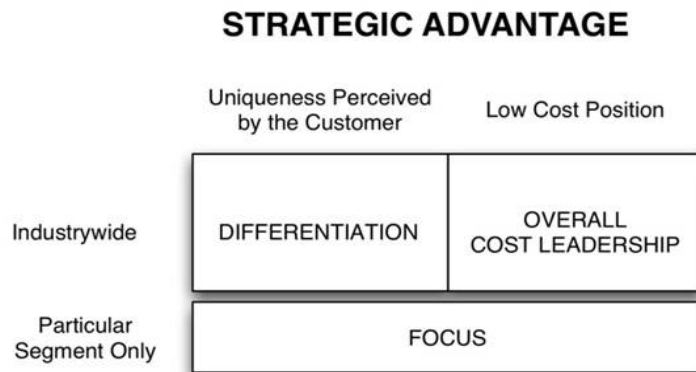 STRATEGIC ADVANTAGE
Uniqueness Perceived
by the Customer
Low Cost Position
Industrywide
DIFFERENTIATION
OVERALL
COST LEADERSHIP
Particular
Segment Only
FOCUS